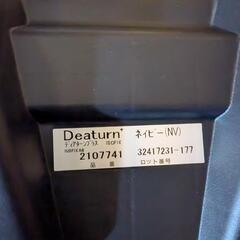 Deaturn+ ネイビー(NV)
ディアターンプラス ISOFIX
2107741 32417231-177
品番 ロット番号